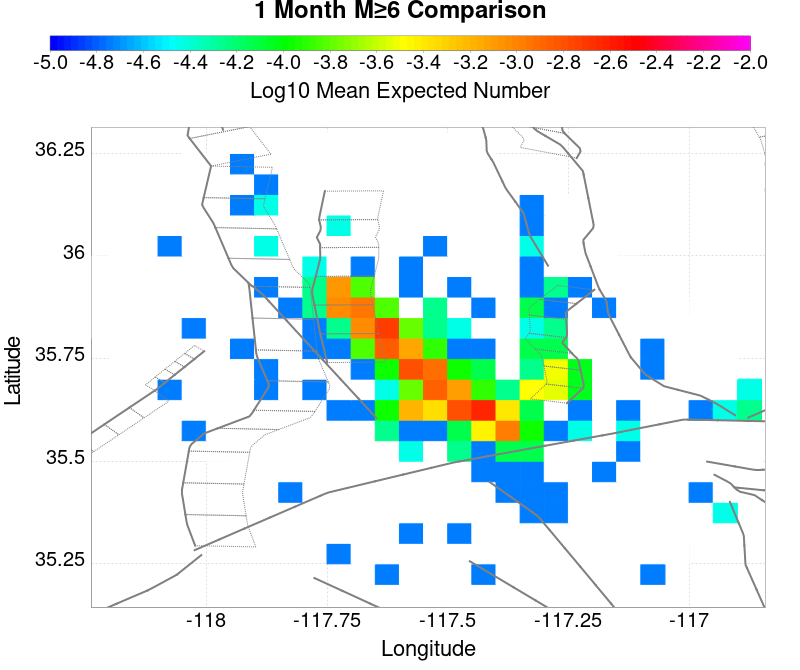 1 Month M≥6 Comparison
-5.0 -4.8 -4.6 -4.4 -4.2 -4.0 -3.8 -3.6 -3.4 -3.2 -3.0 -2.8 -2.6 -2.4 -2.2 -2.0
Log10 Mean Expected Number
36.25
36
35.75
35.5
35.25
Latitude
-118 -117.75 -117.5 -117.25 -117
Longitude